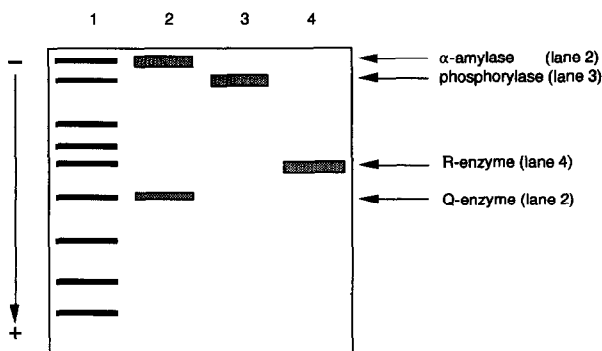 1 2 3 4
−
α-amylase (lane 2)
phosphorylase (lane 3)
R-enzyme (lane 4)
Q-enzyme (lane 2)
+